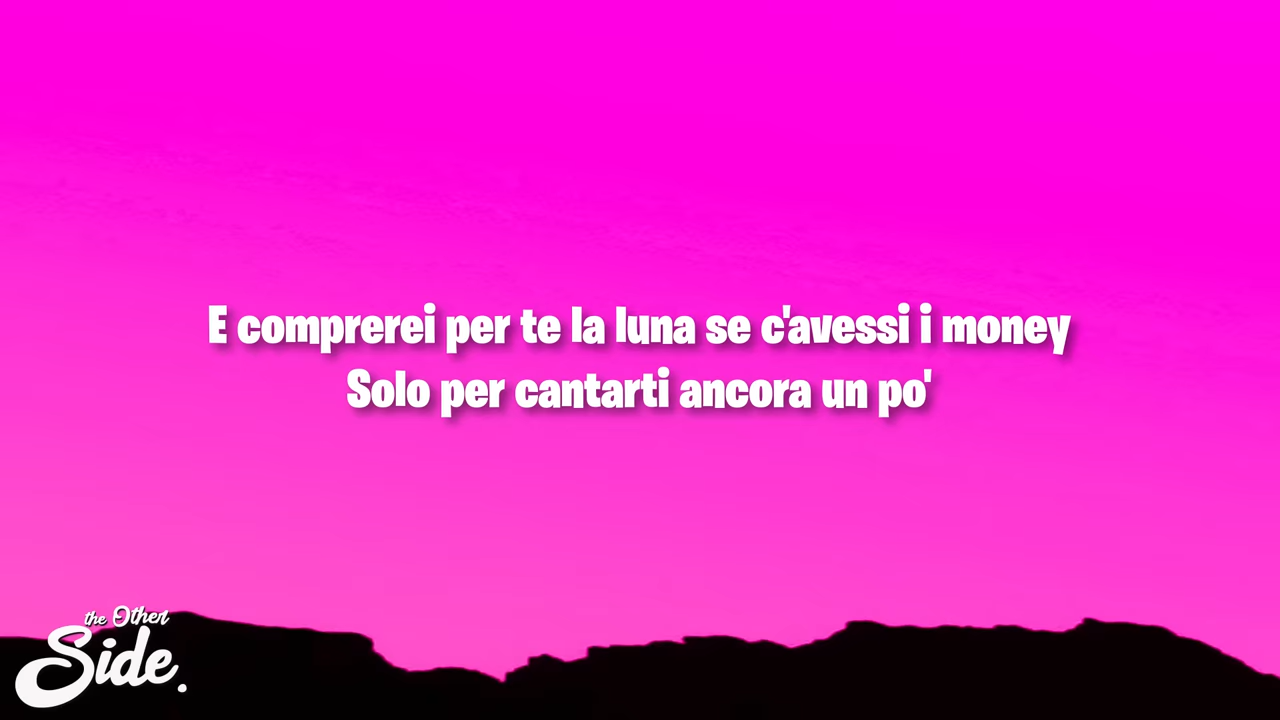 E comprerei per te la luna se c'avessi i money
Solo per cantarti ancora un po'
the Other
Side.